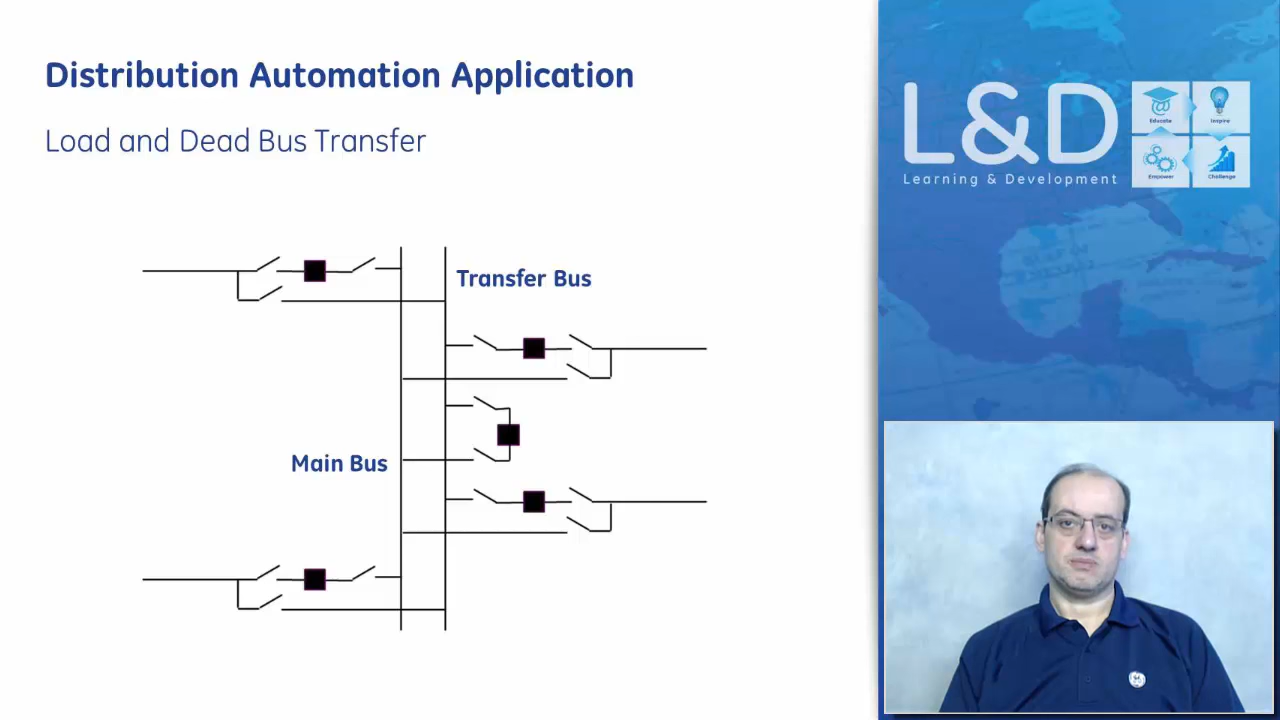 Distribution Automation Application
Load and Dead Bus Transfer
Transfer Bus
Main Bus
L&D
Learning & Development
Educate
Inspire
Empower
Challenge